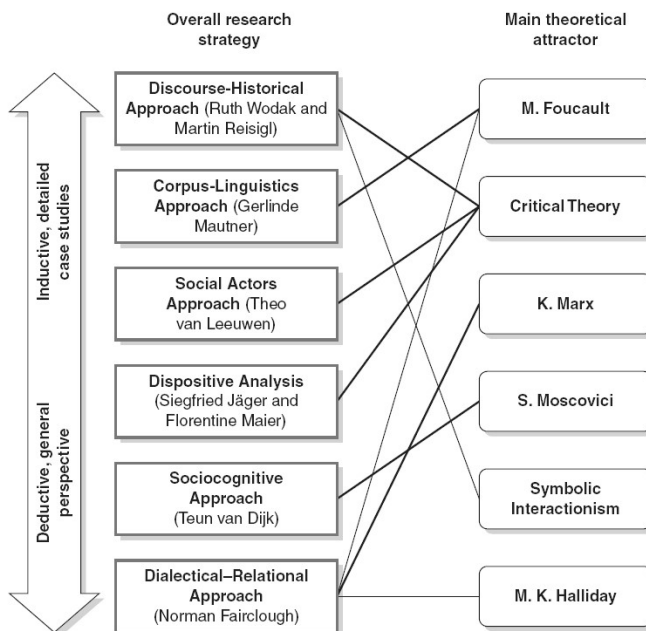 Overall research
strategy
Main theoretical
attractor
Inductive, detailed
case studies
Deductive, general
perspective
Discourse-Historical
Approach (Ruth Wodak and
Martin Reisigl)
Corpus-Linguistics
Approach (Gerlinde
Mautner)
Social Actors
Approach (Theo
van Leeuwen)
Dispositive Analysis
(Siegfried Jäger and
Florentine Maier)
Sociocognitive
Approach
(Teun van Dijk)
Dialectical–Relational
Approach
(Norman Fairclough)
M. Foucault
Critical Theory
K. Marx
S. Moscovici
Symbolic
Interactionism
M. K. Halliday